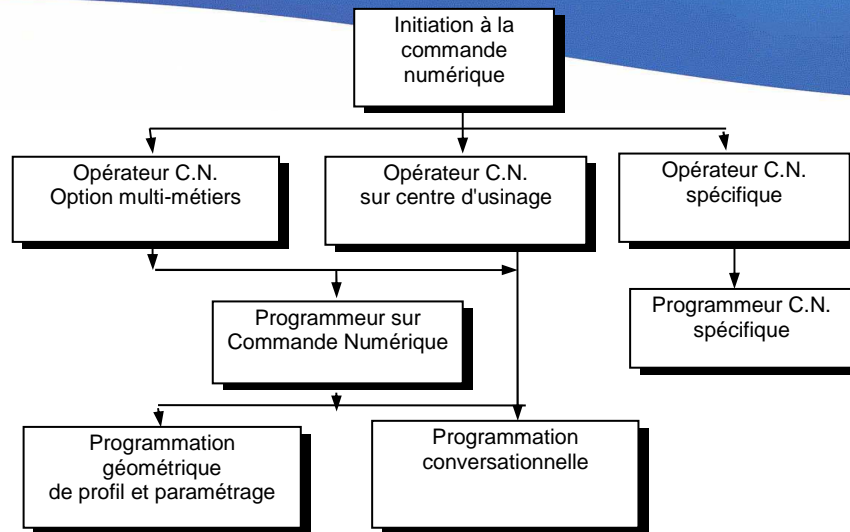 Initiation à la
commande
numérique
Opérateur C.N.
Option multi-métiers
Opérateur C.N.
sur centre d'usinage
Opérateur C.N.
spécifique
Programmeur sur
Commande Numérique
Programmeur C.N.
spécifique
Programmation
géométrique
de profil et paramétrage
Programmation
conversationnelle